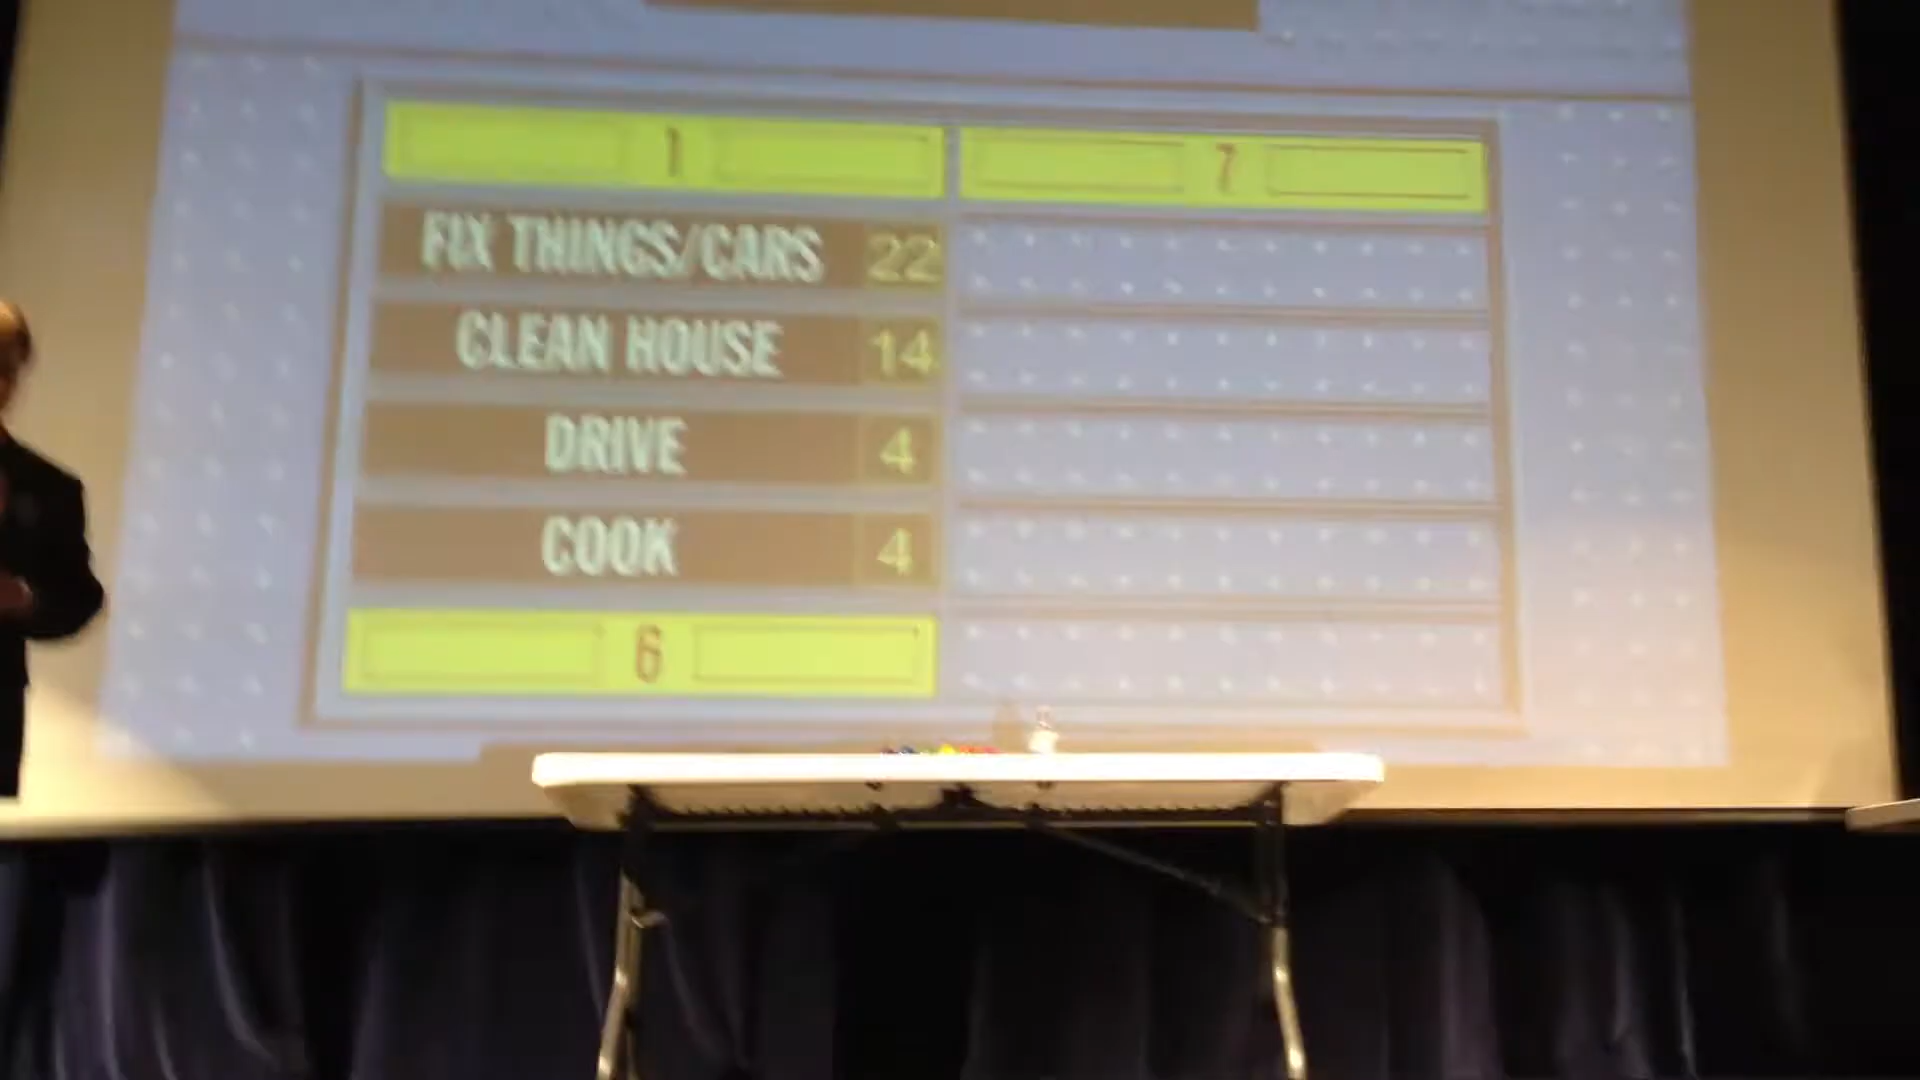 1
7
FIX THINGS/CARS 22
CLEAN HOUSE 14
DRIVE 4
COOK 4
6